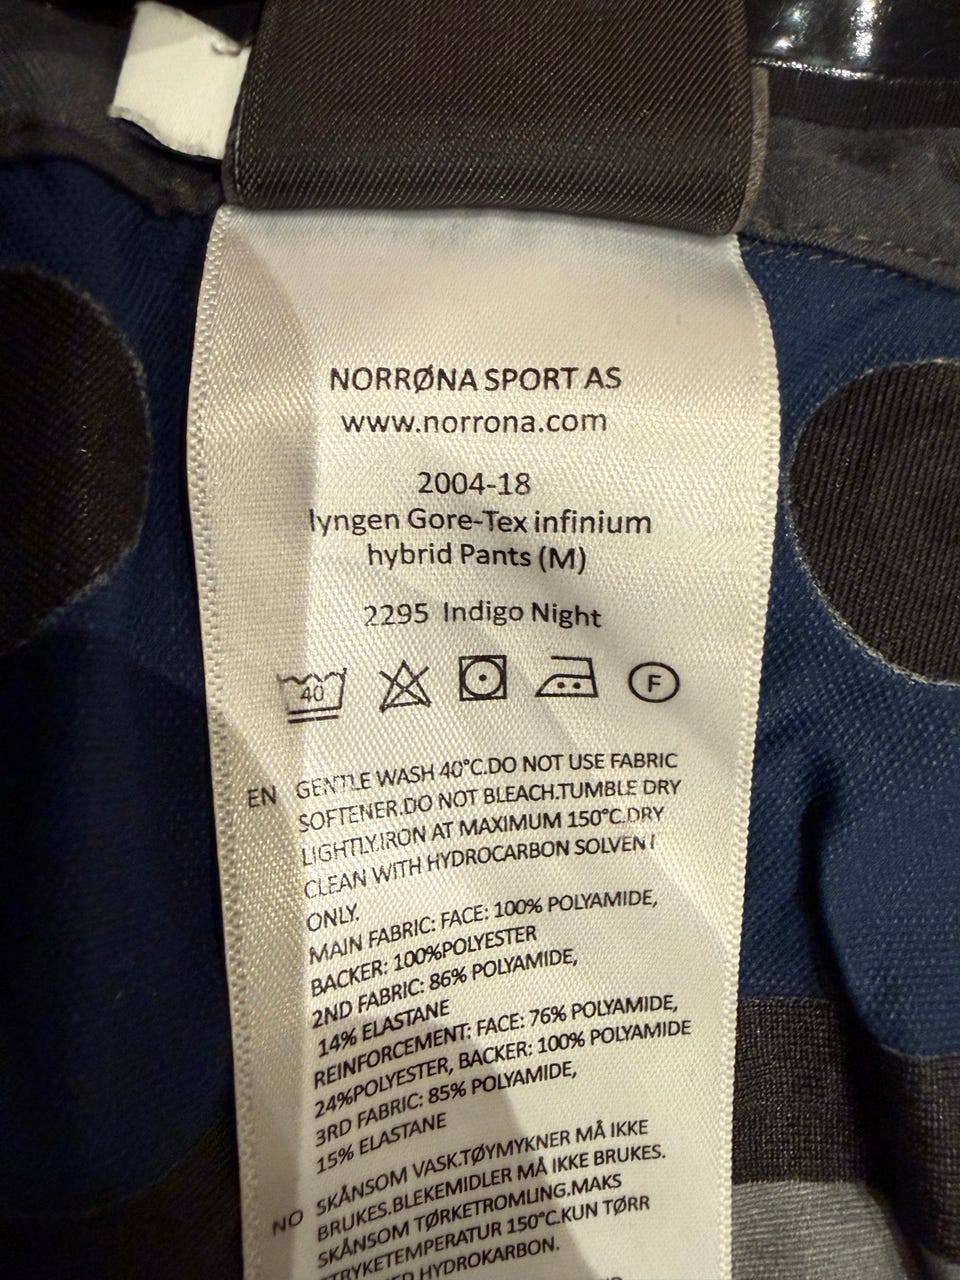 NORRØNA SPORT AS
www.norrona.com
2004-18
lyngen Gore-Tex infinium
hybrid Pants (M)
2295 Indigo Night
40
F
EN GENTLE WASH 40°C.DO NOT USE FABRIC
SOFTENER.DO NOT BLEACH.TUMBLE DRY
LIGHTLY.IRON AT MAXIMUM 150°C.DRY
CLEAN WITH HYDROCARBON SOLVENT
ONLY.
MAIN FABRIC: FACE: 100% POLYAMIDE,
BACKER: 100%POLYESTER
2ND FABRIC: 86% POLYAMIDE,
14% ELASTANE
REINFORCEMENT: FACE: 76% POLYAMIDE,
24%POLYESTER, BACKER: 100% POLYAMIDE
3RD FABRIC: 85% POLYAMIDE,
15% ELASTANE
NO SKÅNSOM VASK.TØYMYKNER MÅ IKKE
BRUKES.BLEKEMIDLER MÅ IKKE BRUKES.
SKÅNSOM TØRKETROMLING.MAKS
STRYKETEMPERATUR 150°C.KUN TØRR
HYDROKARBON.